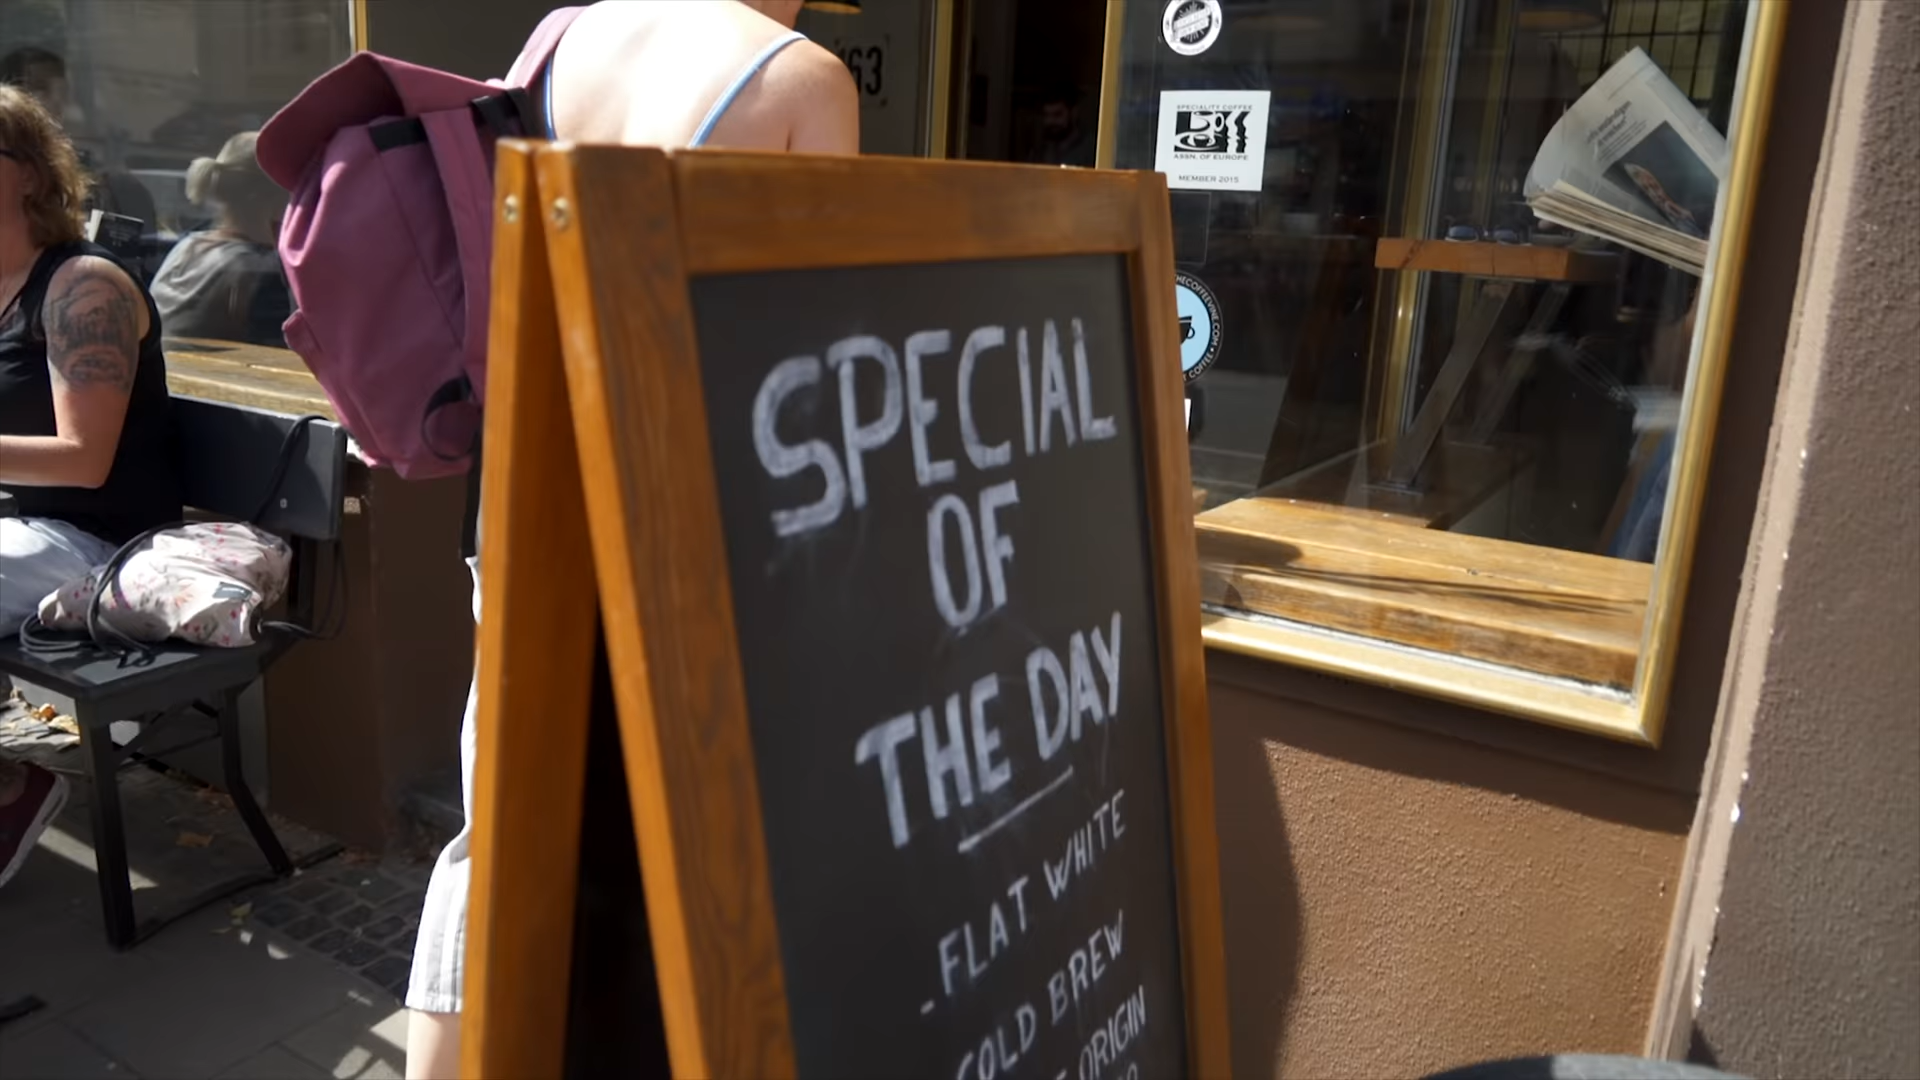 163
SPECIALITY COFFEE
ASSN. OF EUROPE
MEMBER 2015
SPECIAL
OF
THE DAY
- FLAT WHITE
COLD BREW
ORIGIN